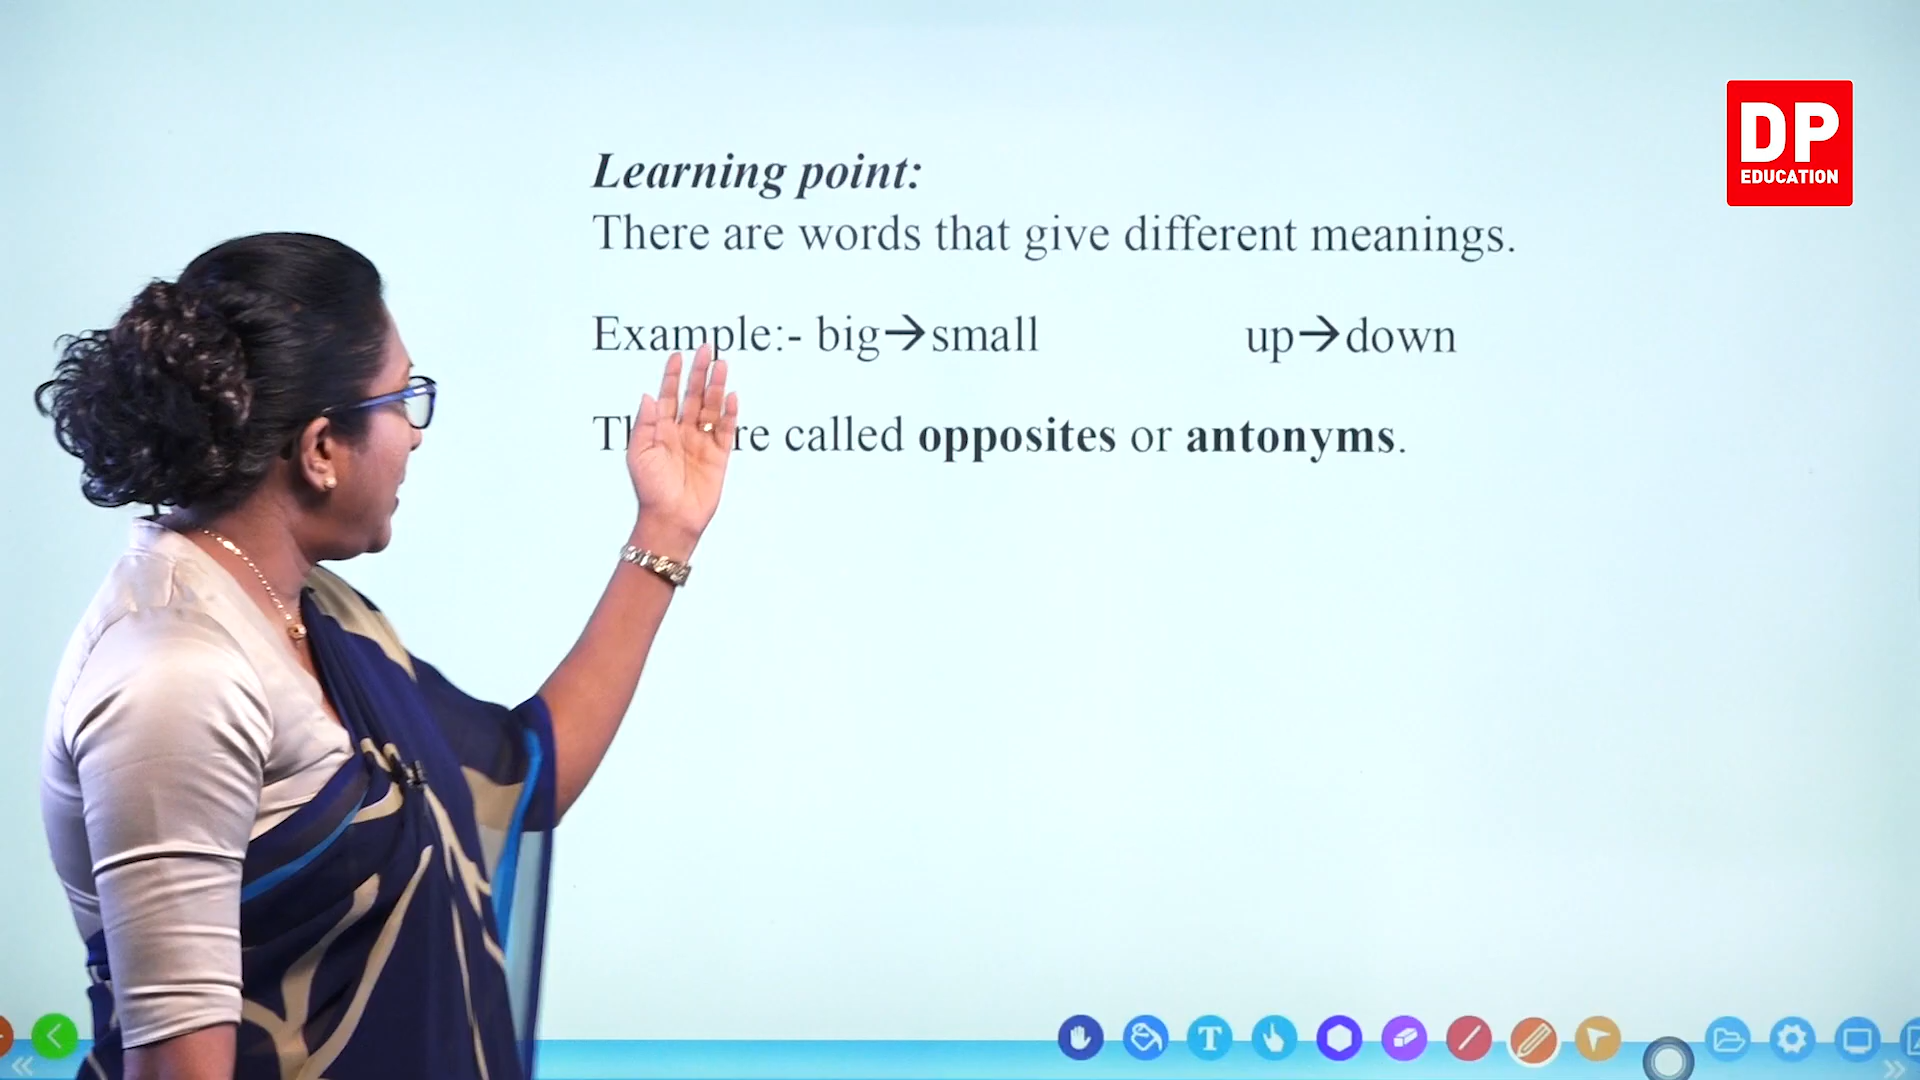 DP
EDUCATION
Learning point:
There are words that give different meanings.
Example:- big→small up→down
called opposites or antonyms.